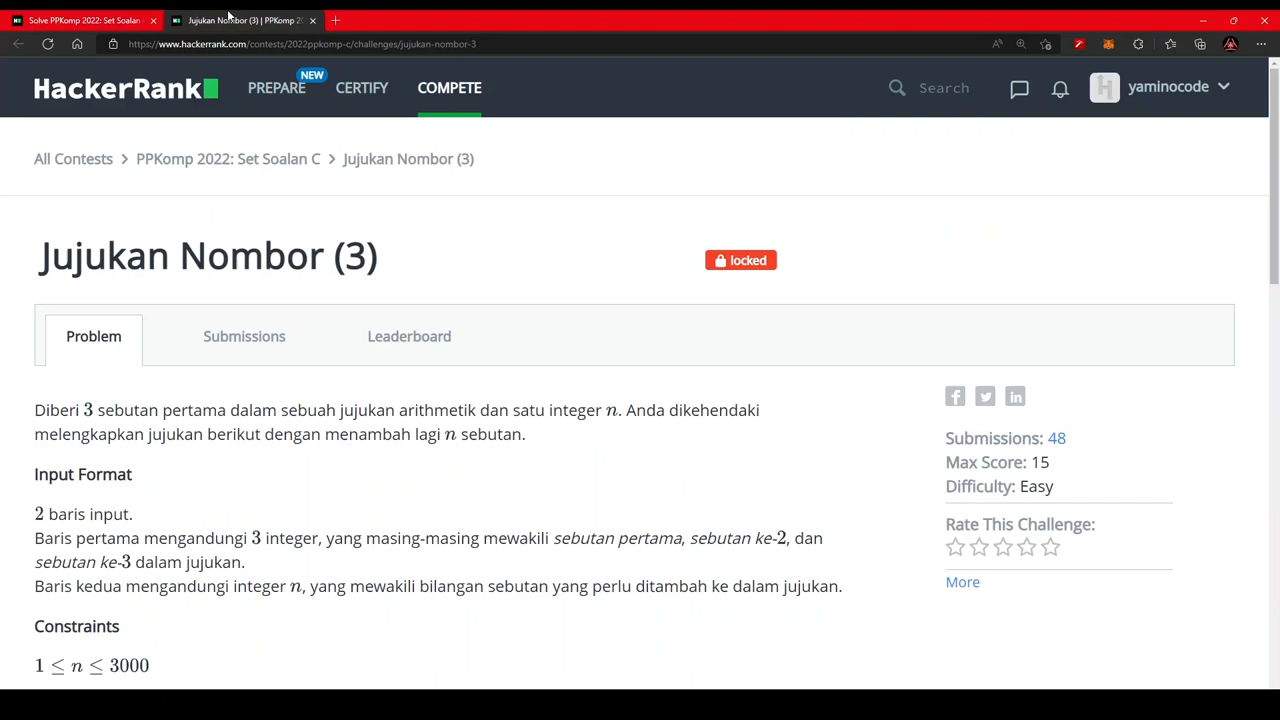 Solve PPKomp 2022: Set Soalan
Jujukan Nombor (3) | PPKomp 20
https://www.hackerrank.com/contests/2022ppkomp-c/challenges/jujukan-nombor-3
HackerRank
PREPARE
NEW
CERTIFY
COMPETE
Search
yaminocode
All Contests > PPKomp 2022: Set Soalan C > Jujukan Nombor (3)
Jujukan Nombor (3)
locked
Problem
Submissions
Leaderboard
Diberi 3 sebutan pertama dalam sebuah jujukan arithmetik dan satu integer n. Anda dikehendaki
melengkapkan jujukan berikut dengan menambah lagi n sebutan.
Input Format
2 baris input.
Baris pertama mengandungi 3 integer, yang masing-masing mewakili sebutan pertama, sebutan ke-2, dan
sebutan ke-3 dalam jujukan.
Baris kedua mengandungi integer n, yang mewakili bilangan sebutan yang perlu ditambah ke dalam jujukan.
Constraints
1 ≤ n ≤ 3000
Submissions: 48
Max Score: 15
Difficulty: Easy
Rate This Challenge:
More